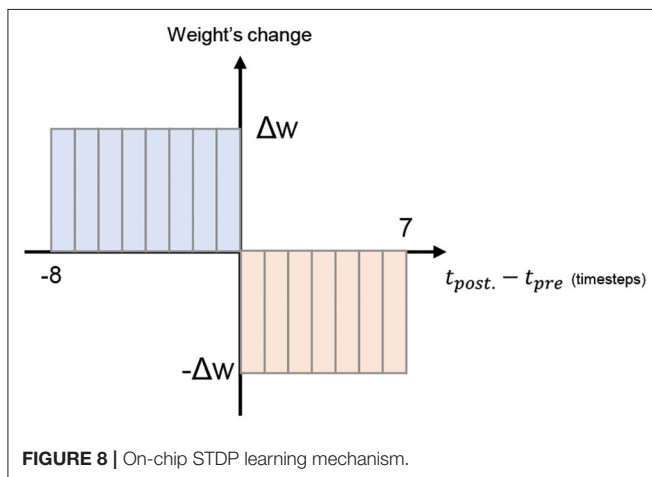 Weight's change
Δw
7
-8
t_post. − t_pre (timesteps)
-Δw
FIGURE 8 | On-chip STDP learning mechanism.